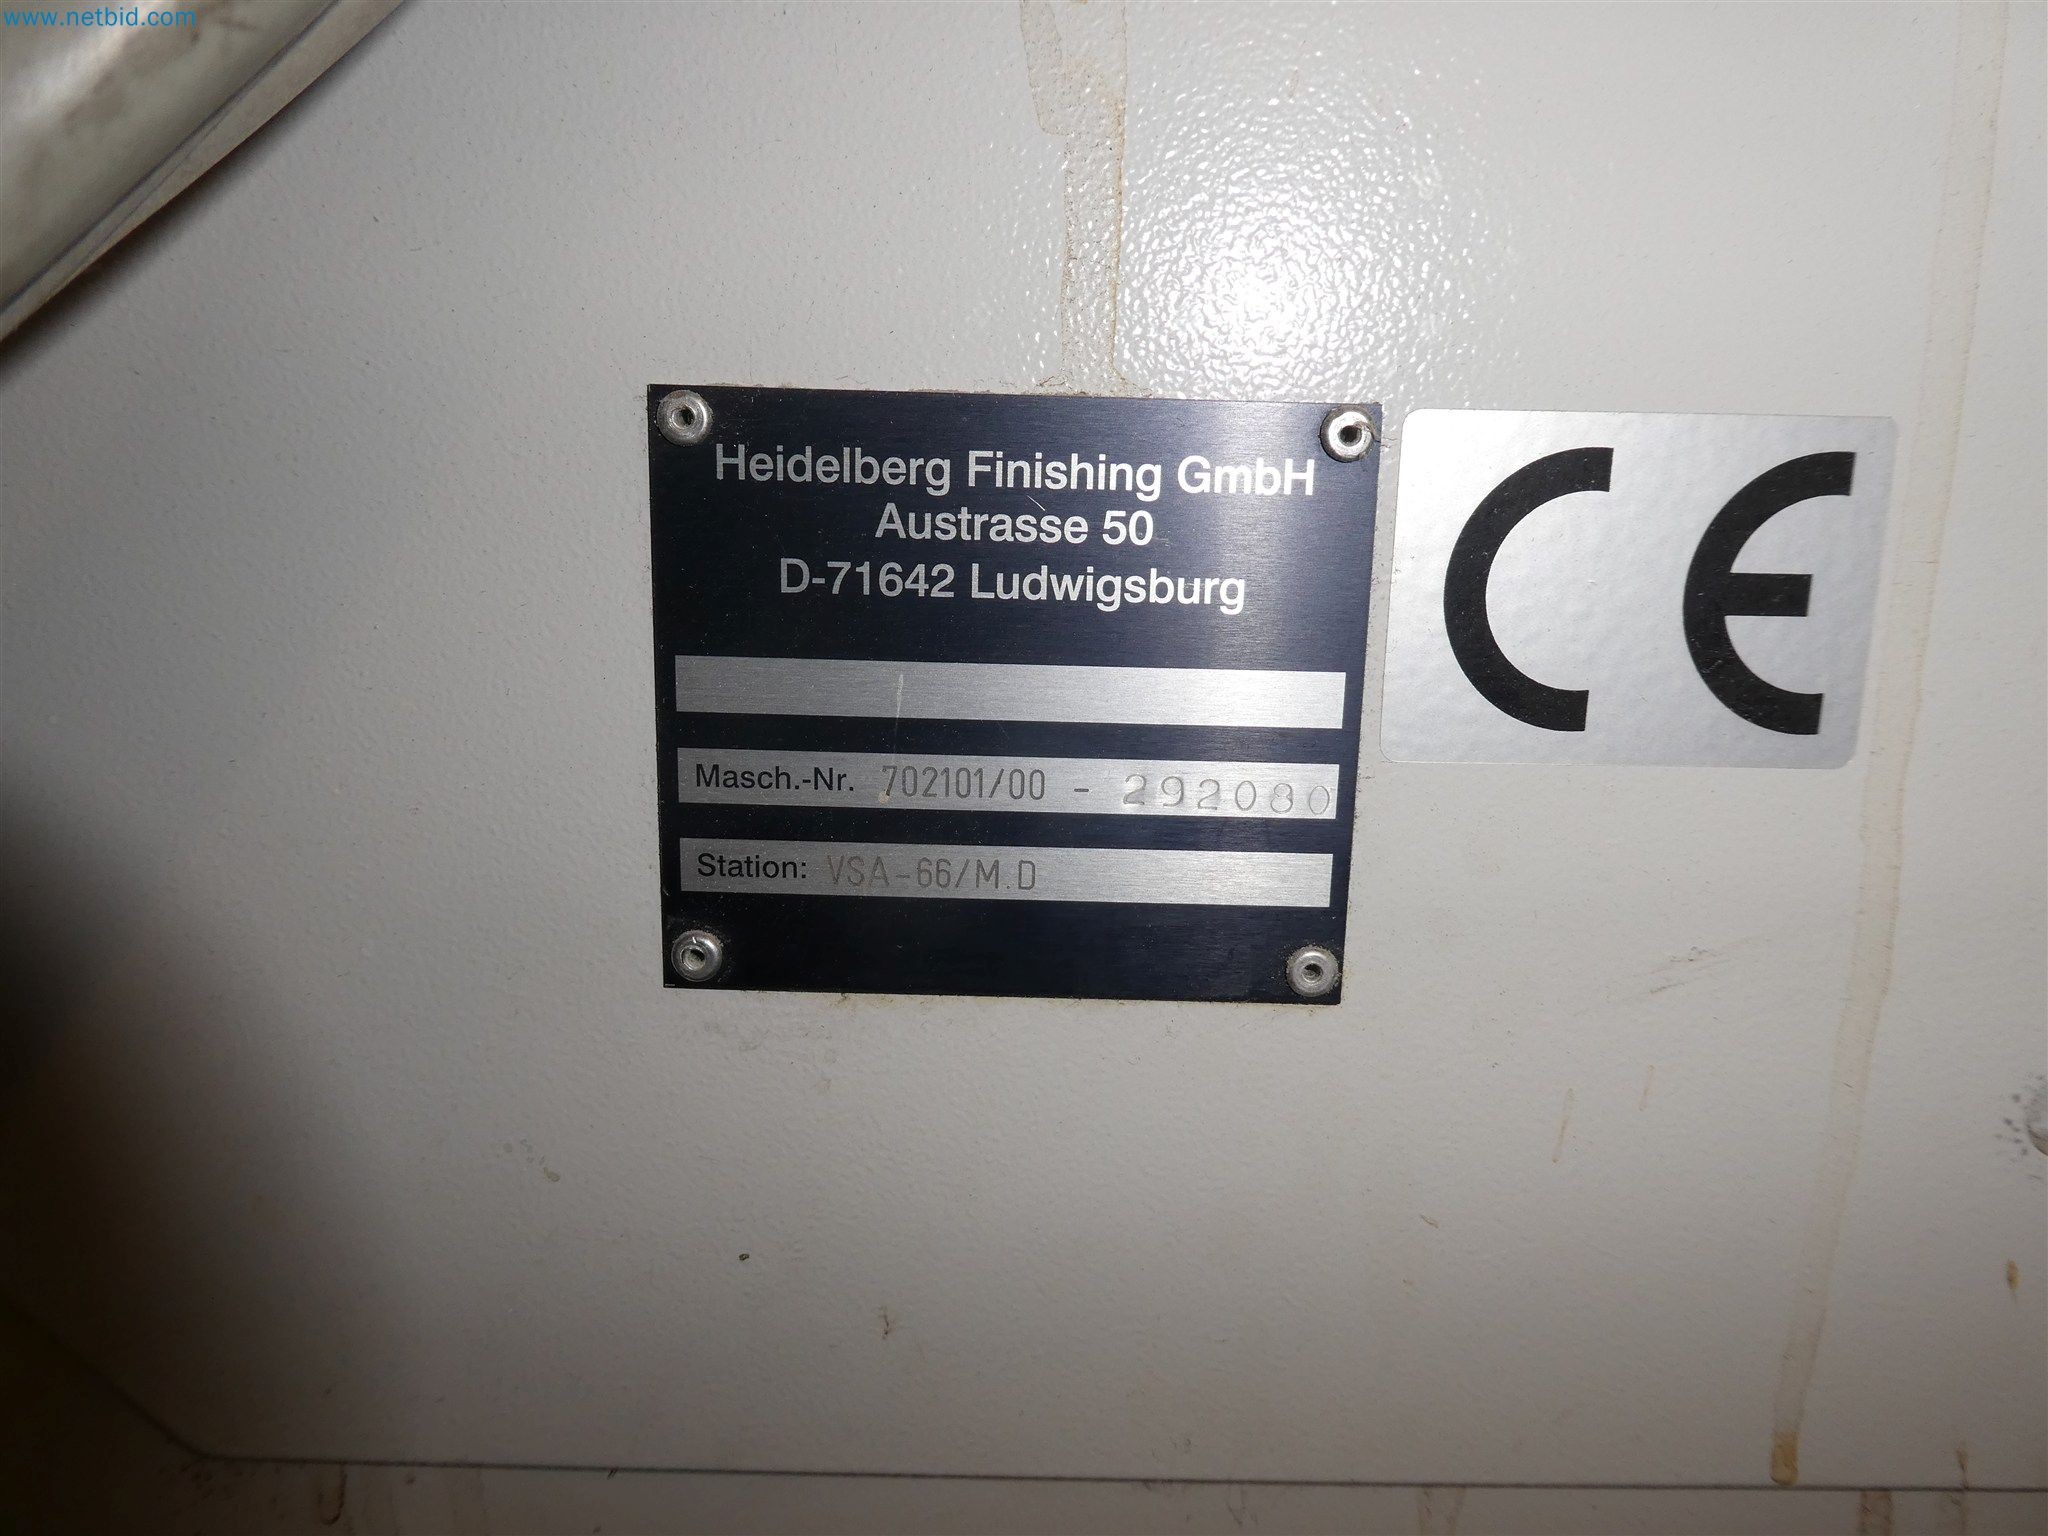 www.netbid.com
Heidelberg Finishing GmbH
Austrasse 50
D-71642 Ludwigsburg
Masch.-Nr. 702101/00 - 292080
Station: VSA-66/M.D
CE